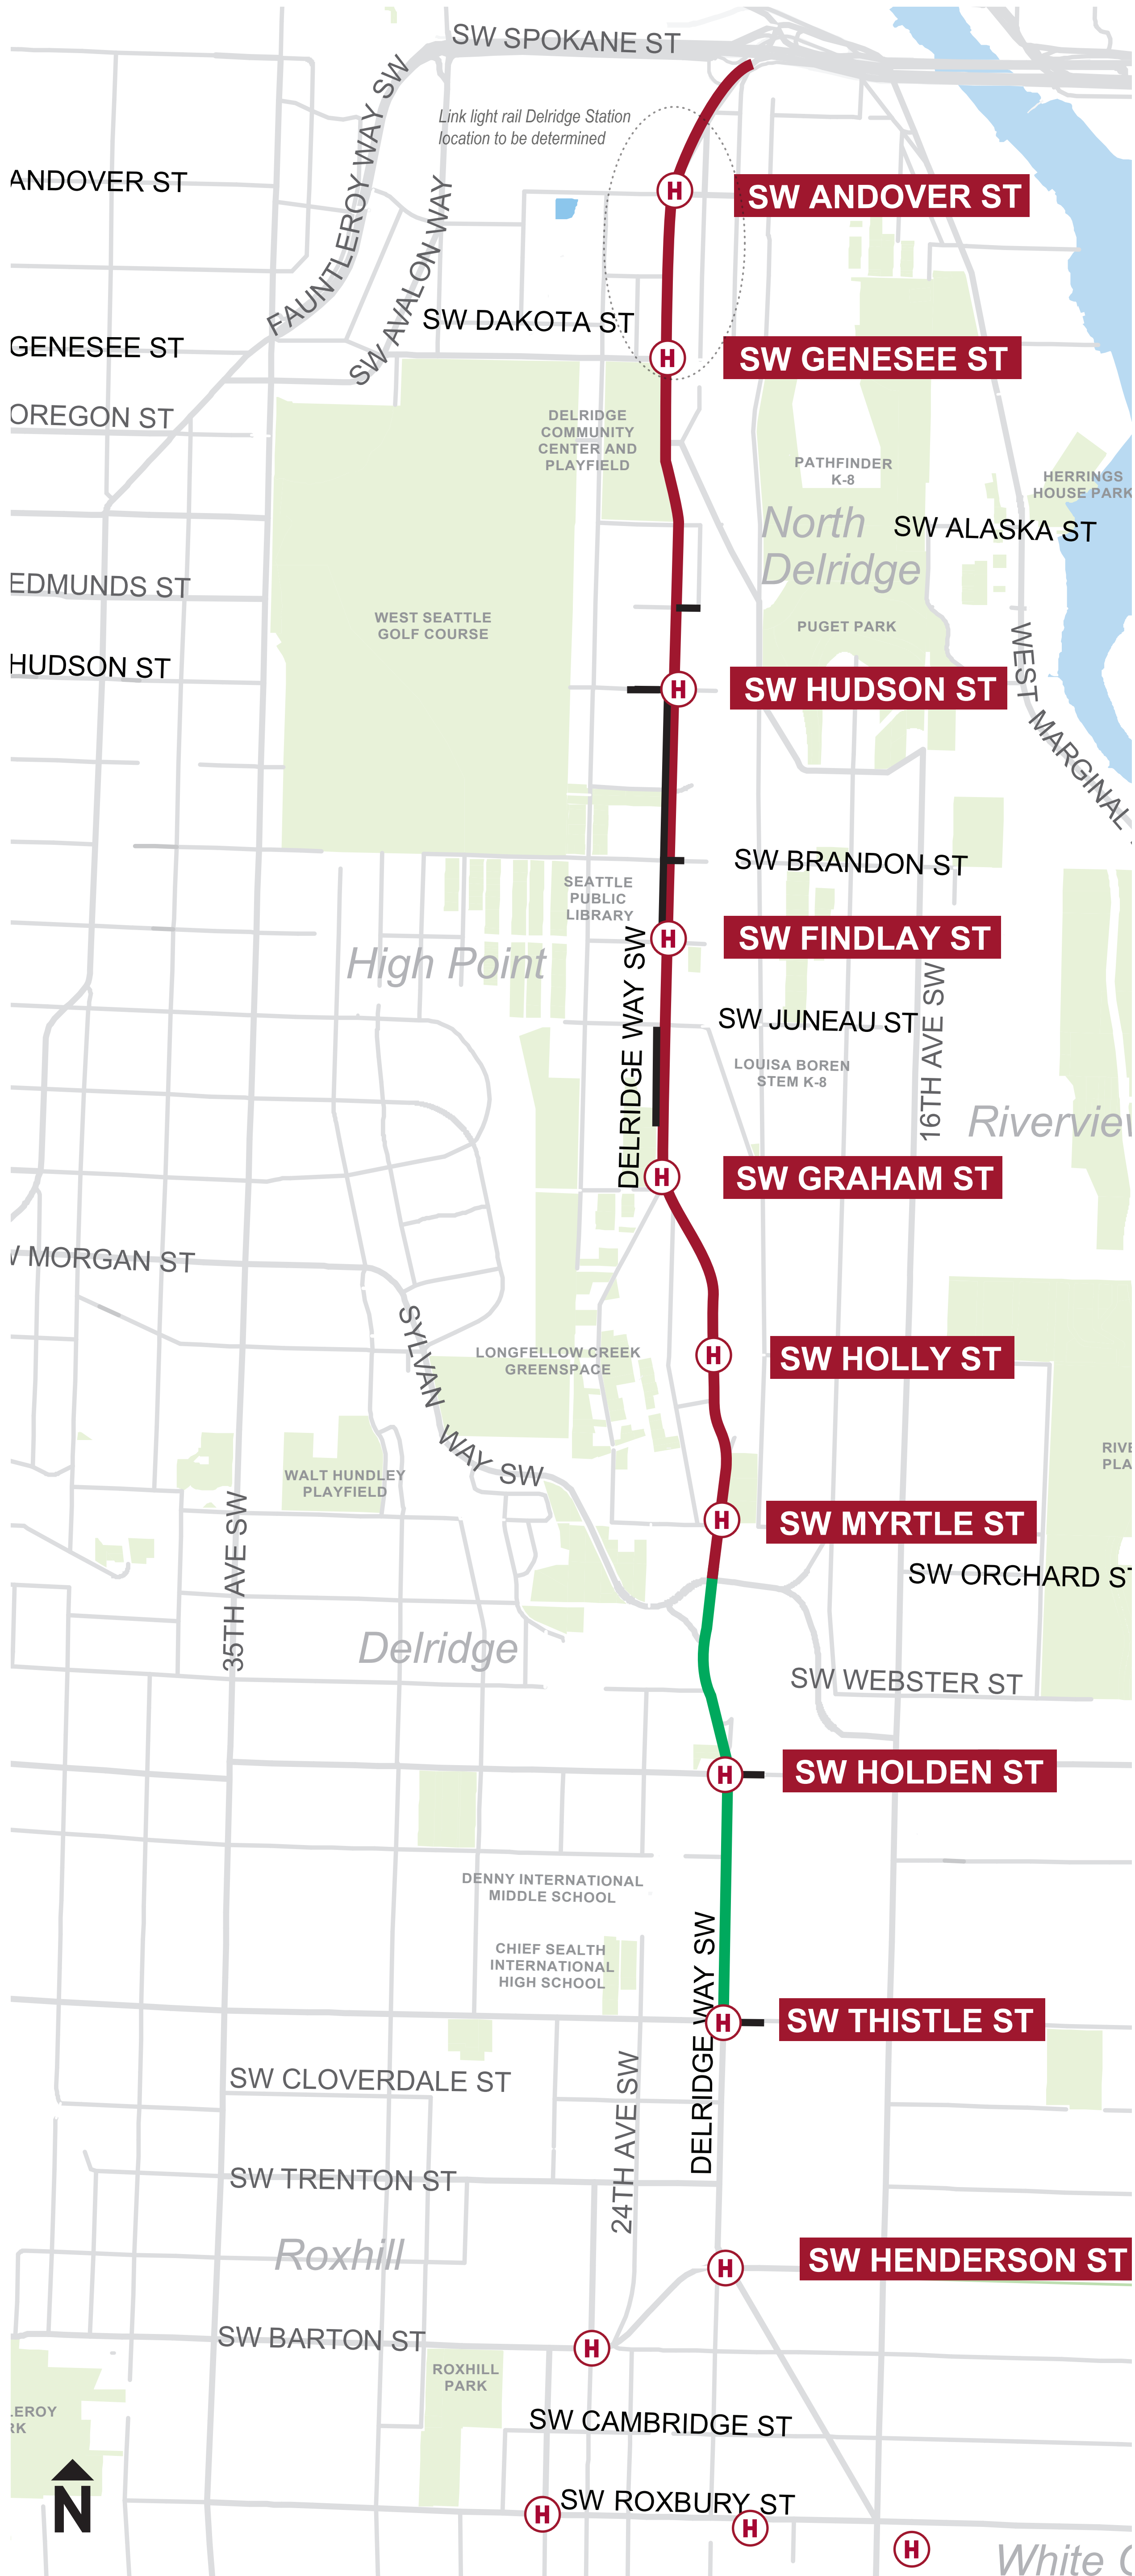 SW SPOKANE ST
FAUNTLEROY WAY SW
Link light rail Delridge Station
location to be determined
SW AVALON WAY
ANDOVER ST
H
SW ANDOVER ST
SW DAKOTA ST
GENESEE ST
H
SW GENESEE ST
OREGON ST
DELRIDGE
COMMUNITY
CENTER AND
PLAYFIELD
PATHFINDER
K-8
HERRINGS
HOUSE PARK
North
Delridge
SW ALASKA ST
EDMUNDS ST
WEST SEATTLE
GOLF COURSE
PUGET PARK
WEST MARGINAL
HUDSON ST
H
SW HUDSON ST
SW BRANDON ST
SEATTLE
PUBLIC
LIBRARY
High Point
H
SW FINDLAY ST
DELRIDGE WAY SW
16TH AVE SW
SW JUNEAU ST
LOUISA BOREN
STEM K-8
Riverview
H
SW GRAHAM ST
MORGAN ST
SYLVAN
WAY SW
LONGFELLOW CREEK
GREENSPACE
H
SW HOLLY ST
RIVE
PLA
WALT HUNDLEY
PLAYFIELD
35TH AVE SW
H
SW MYRTLE ST
SW ORCHARD ST
Delridge
SW WEBSTER ST
H
SW HOLDEN ST
DENNY INTERNATIONAL
MIDDLE SCHOOL
CHIEF SEALTH
INTERNATIONAL
HIGH SCHOOL
DELRIDGE WAY SW
H
SW THISTLE ST
SW CLOVERDALE ST
24TH AVE SW
SW TRENTON ST
Roxhill
H
SW HENDERSON ST
SW BARTON ST
H
ROXHILL
PARK
LEROY
RK
SW CAMBRIDGE ST
N
H
SW ROXBURY ST
H
H
White C